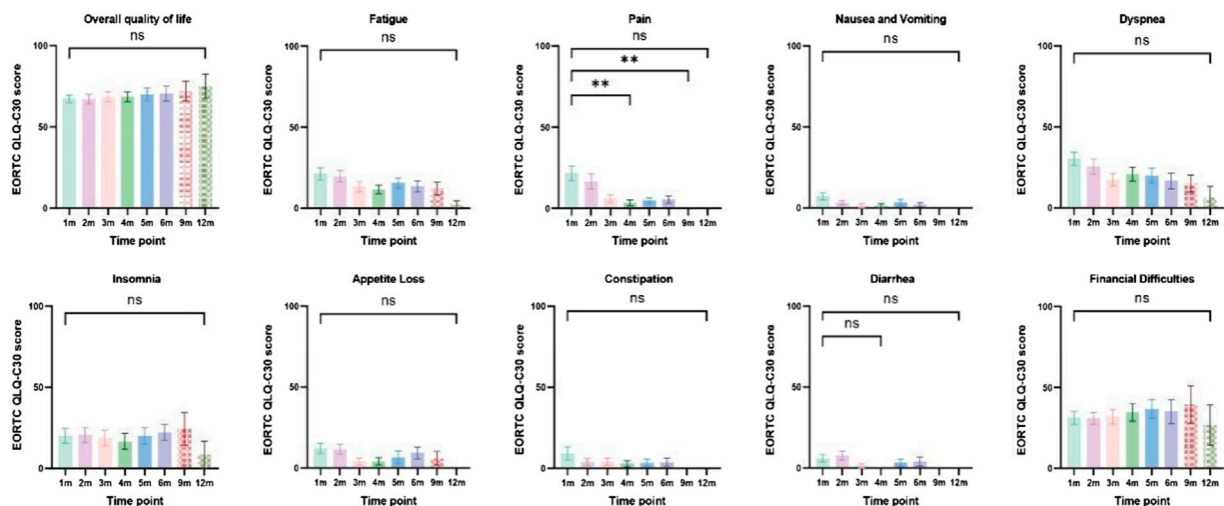 Overall quality of life
EORTC QLQ-C30 score
100
50
0
ns
1m 2m 3m 4m 5m 6m 9m 12m
Time point
Fatigue
EORTC QLQ-C30 score
100
50
0
ns
1m 2m 3m 4m 5m 6m 9m 12m
Time point
Pain
EORTC QLQ-C30 score
100
50
0
ns
**
**
1m 2m 3m 4m 5m 6m 9m 12m
Time point
Nausea and Vomiting
EORTC QLQ-C30 score
100
50
0
ns
1m 2m 3m 4m 5m 6m 9m 12m
Time point
Dyspnea
EORTC QLQ-C30 score
100
50
0
ns
1m 2m 3m 4m 5m 6m 9m 12m
Time point
Insomnia
EORTC QLQ-C30 score
100
50
0
ns
1m 2m 3m 4m 5m 6m 9m 12m
Time point
Appetite Loss
EORTC QLQ-C30 score
100
50
0
ns
1m 2m 3m 4m 5m 6m 9m 12m
Time point
Constipation
EORTC QLQ-C30 score
100
50
0
ns
1m 2m 3m 4m 5m 6m 9m 12m
Time point
Diarrhea
EORTC QLQ-C30 score
100
50
0
ns
ns
1m 2m 3m 4m 5m 6m 9m 12m
Time point
Financial Difficulties
EORTC QLQ-C30 score
100
50
0
ns
1m 2m 3m 4m 5m 6m 9m 12m
Time point